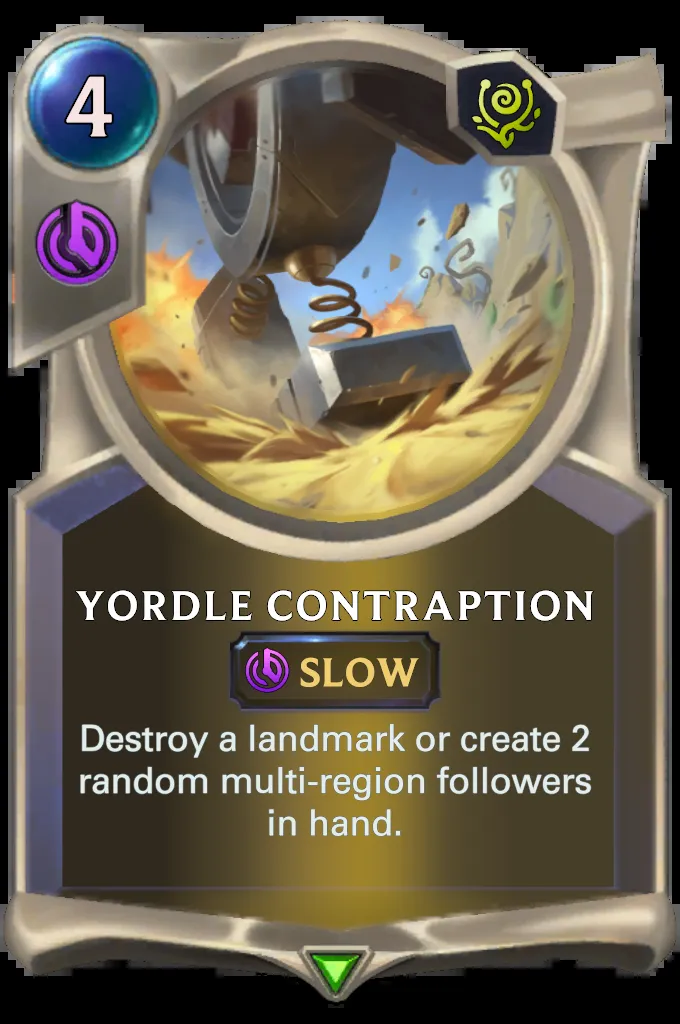 4
YORDLE CONTRAPTION
SLOW
Destroy a landmark or create 2
random multi-region followers
in hand.